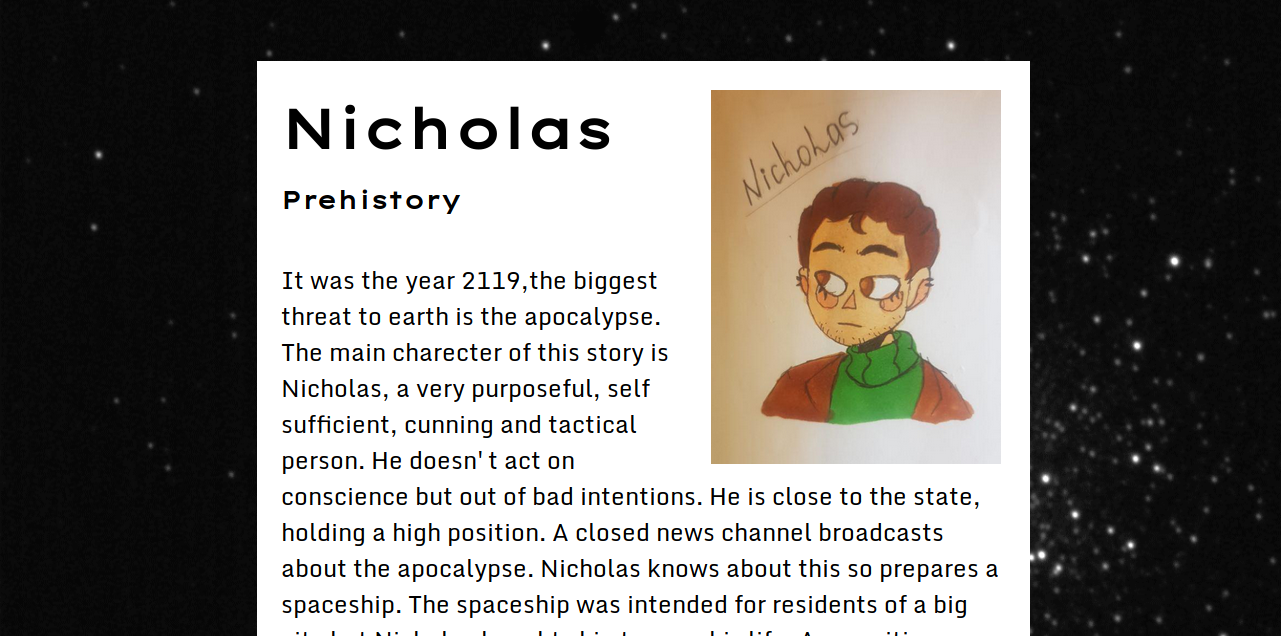 Nicholas
Nicholas
Prehistory
It was the year 2119,the biggest
threat to earth is the apocalypse.
The main charecter of this story is
Nicholas, a very purposeful, self
sufficient, cunning and tactical
person. He doesn' t act on
conscience but out of bad intentions. He is close to the state,
holding a high position. A closed news channel broadcasts
about the apocalypse. Nicholas knows about this so prepares a
spaceship. The spaceship was intended for residents of a big